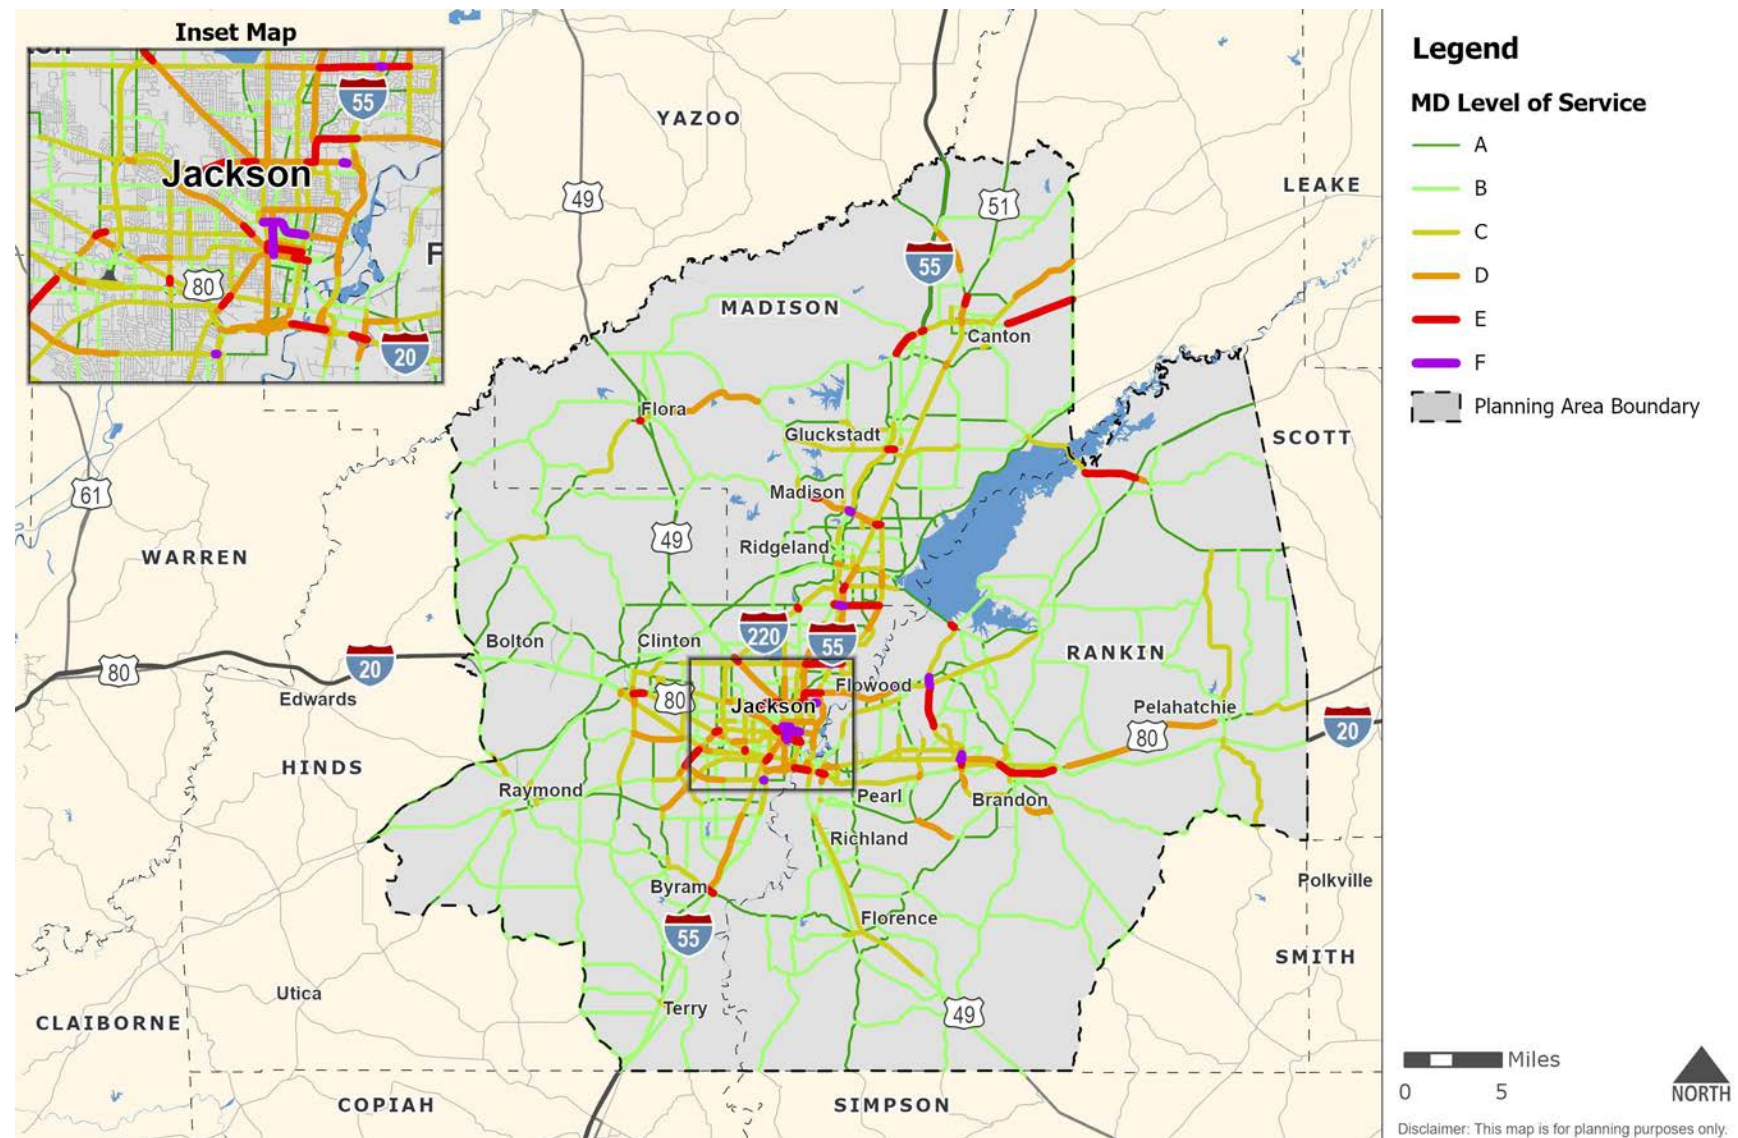 Inset Map
55
Jackson
F
80
20
YAZOO
49
51
LEAKE
55
MADISON
Canton
Flora
Gluckstadt
SCOTT
61
Madison
49
Ridgeland
WARREN
220
55
Bolton
Clinton
RANKIN
80
20
Edwards
80
Flowood
Jackson
Pelahatchie
80
20
HINDS
Raymond
Pearl
Brandon
Richland
Byram
Polkville
55
Florence
SMITH
Utica
Terry
49
CLAIBORNE
COPIAH
SIMPSON
Legend
MD Level of Service
A
B
C
D
E
F
Planning Area Boundary
Miles
0
5
NORTH
Disclaimer: This map is for planning purposes only.